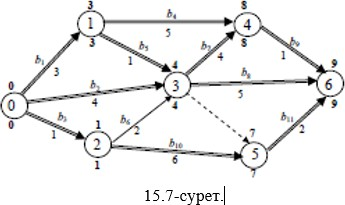 3 b₄ 8
1 4
3 5 8
b₁ b₅ b₇ b₉
3 1 4 4 1
0 b₂ b₈ 9
0 3 6
0 4 4 5 9
b₃ 1 b₆
1 2 2 7 b₁₁
1 b₁₀ 5 2
6 7
15.7-сурет.